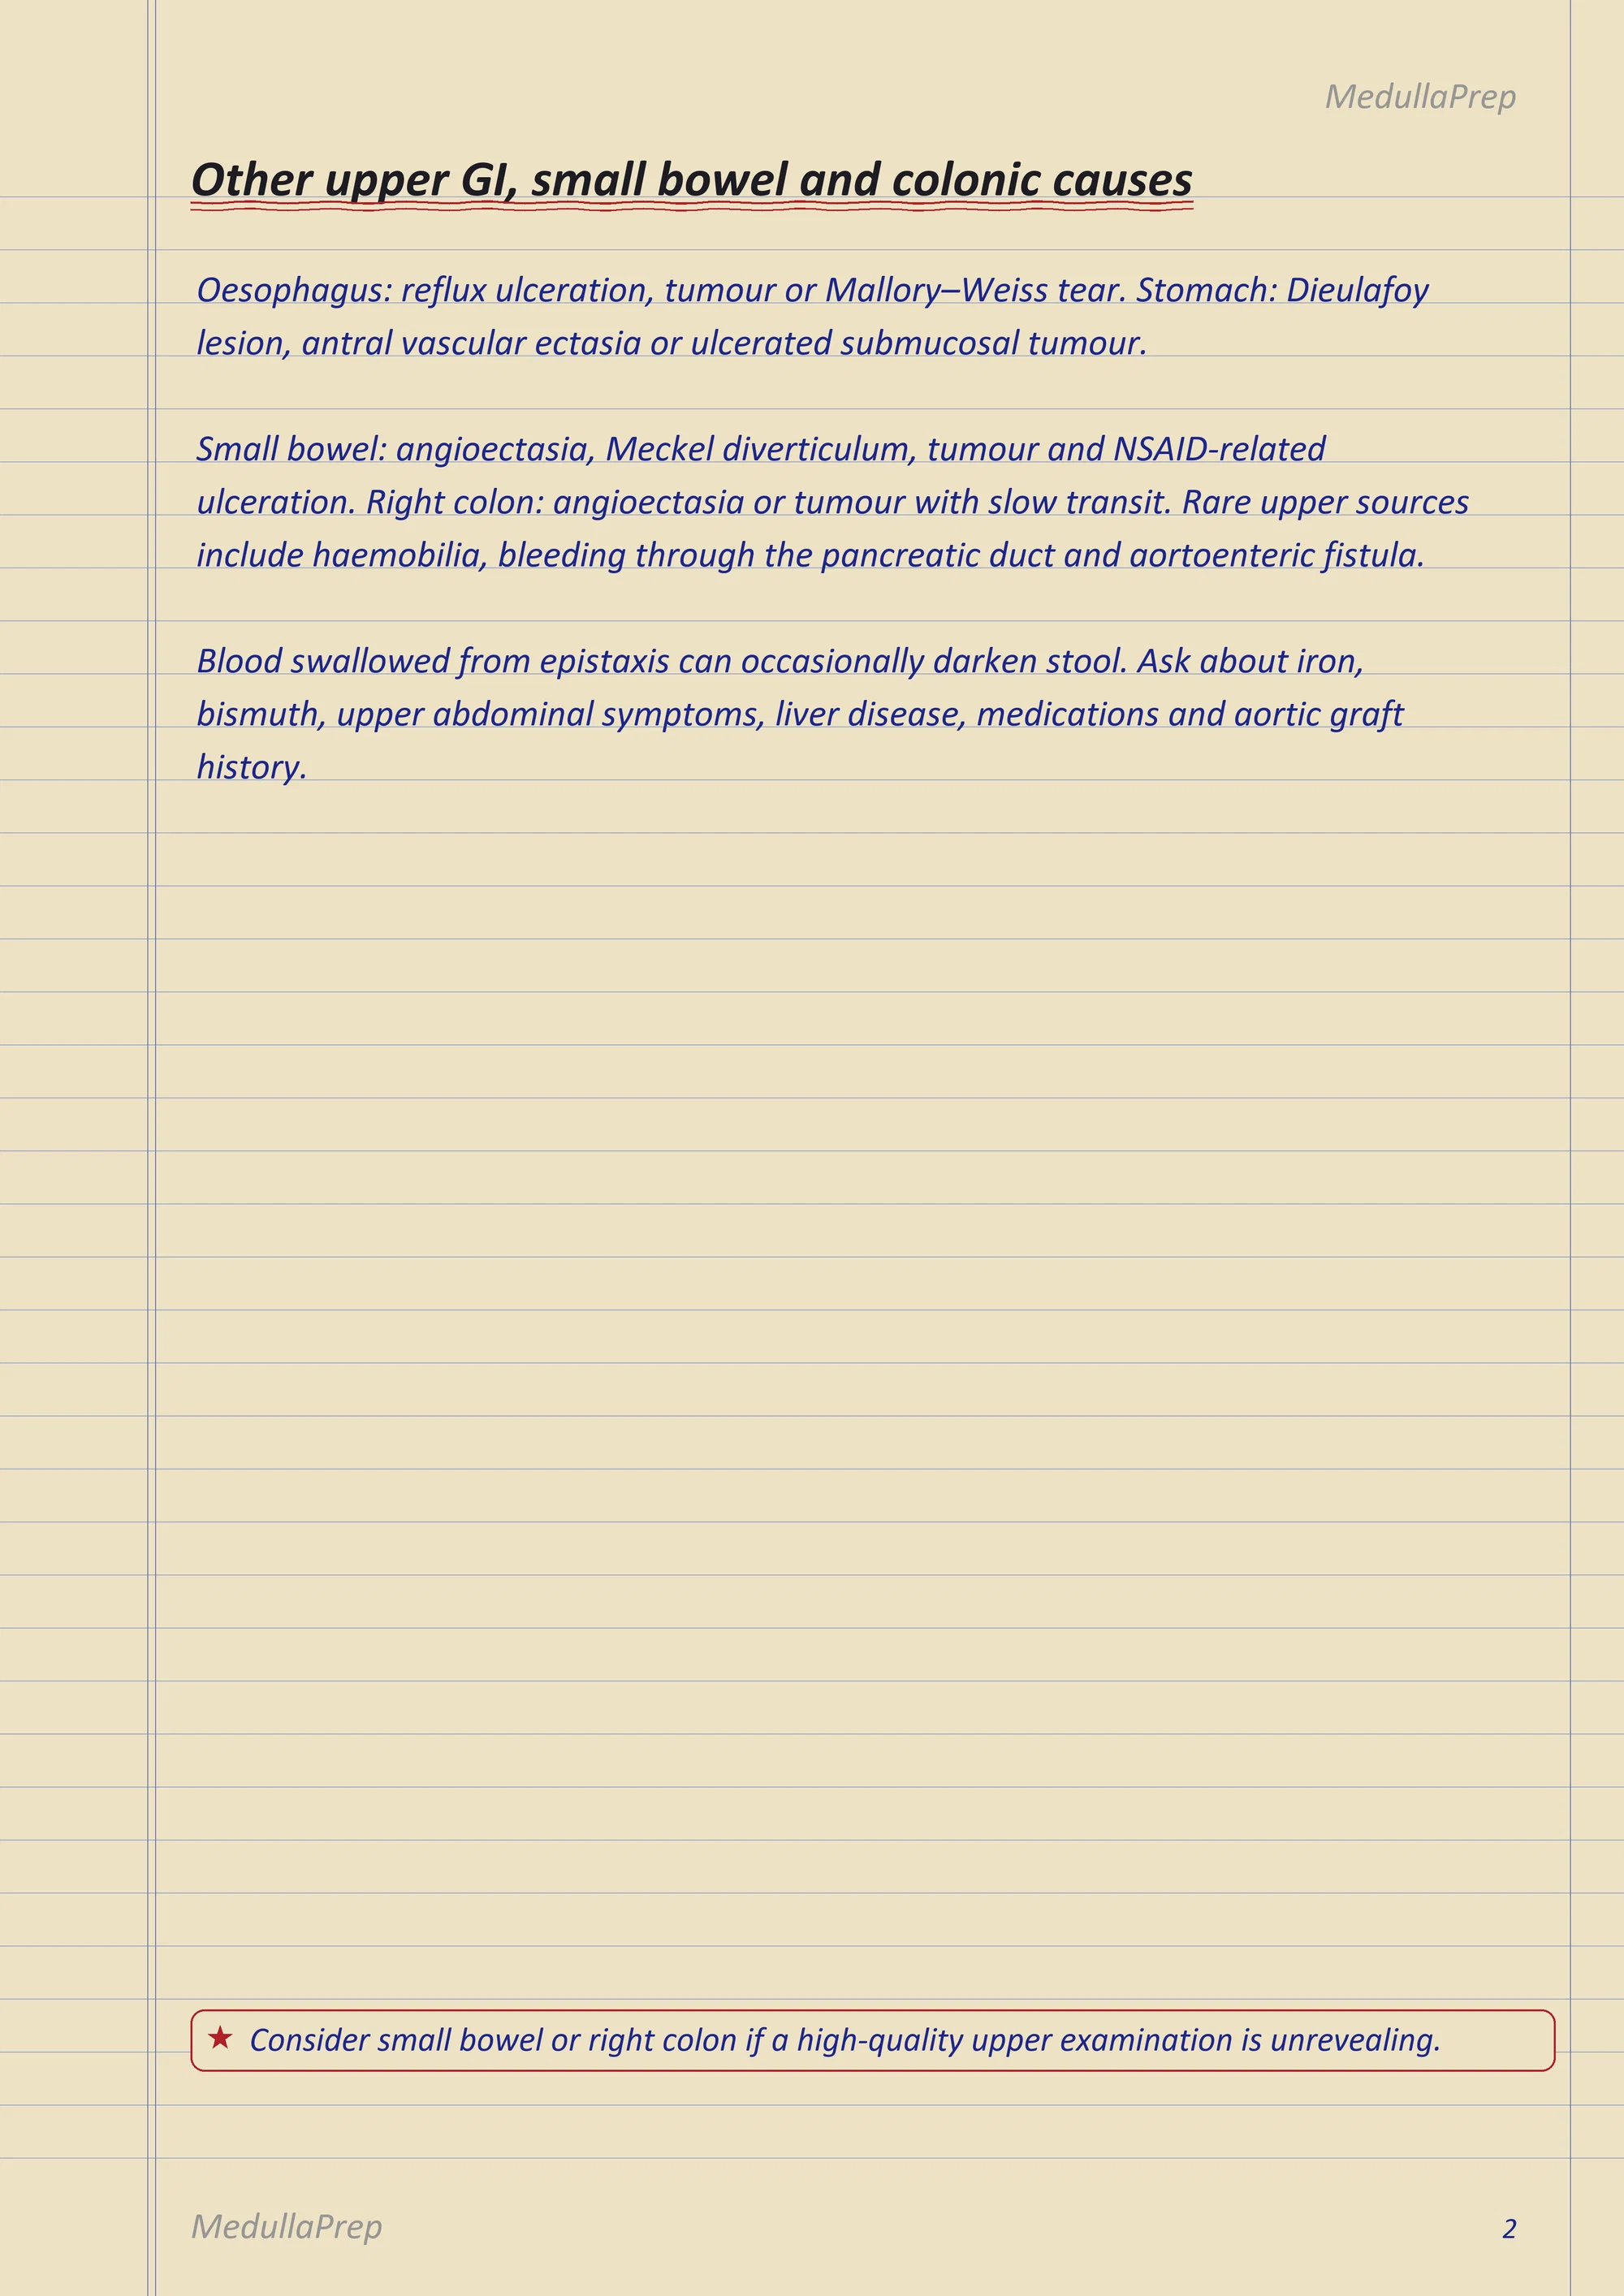 MedullaPrep
Other upper GI, small bowel and colonic causes
Oesophagus: reflux ulceration, tumour or Mallory–Weiss tear. Stomach: Dieulafoy
lesion, antral vascular ectasia or ulcerated submucosal tumour.
Small bowel: angioectasia, Meckel diverticulum, tumour and NSAID-related
ulceration. Right colon: angioectasia or tumour with slow transit. Rare upper sources
include haemobilia, bleeding through the pancreatic duct and aortoenteric fistula.
Blood swallowed from epistaxis can occasionally darken stool. Ask about iron,
bismuth, upper abdominal symptoms, liver disease, medications and aortic graft
history.
★ Consider small bowel or right colon if a high-quality upper examination is unrevealing.
MedullaPrep
2